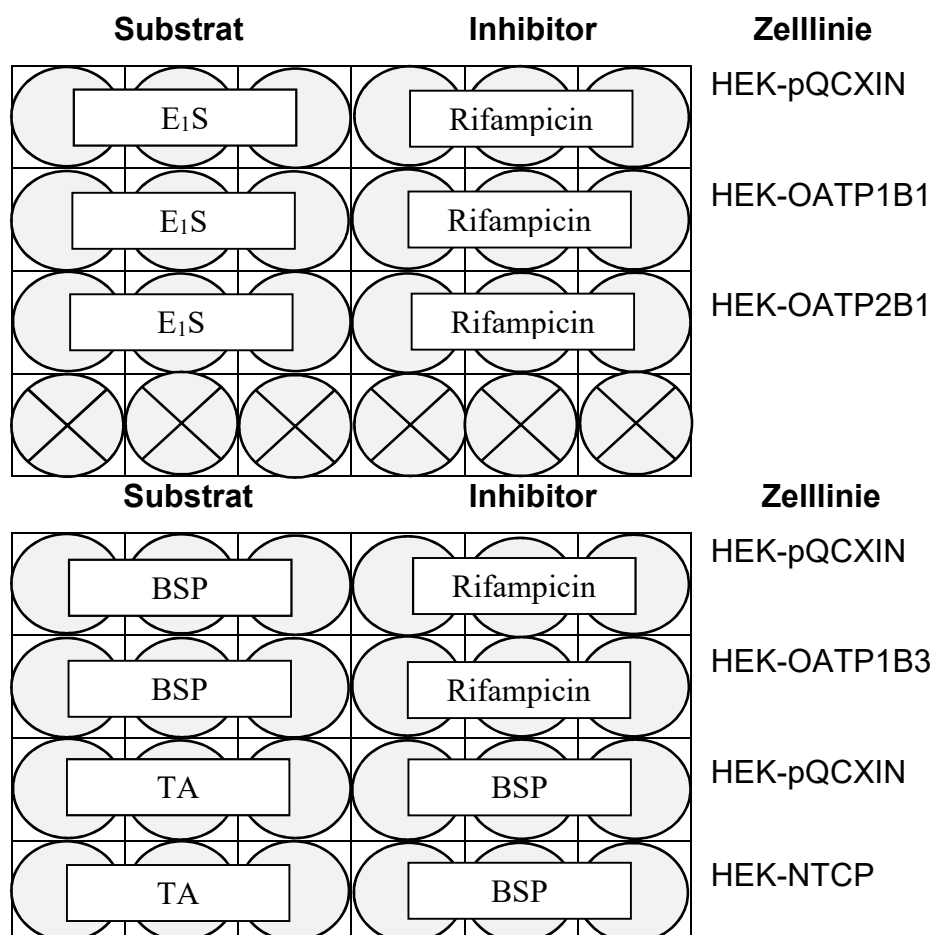 Substrat Inhibitor Zelllinie
E₁S Rifampicin HEK-pQCXIN
E₁S Rifampicin HEK-OATP1B1
E₁S Rifampicin HEK-OATP2B1
Substrat Inhibitor Zelllinie
BSP Rifampicin HEK-pQCXIN
BSP Rifampicin HEK-OATP1B3
TA BSP HEK-pQCXIN
TA BSP HEK-NTCP